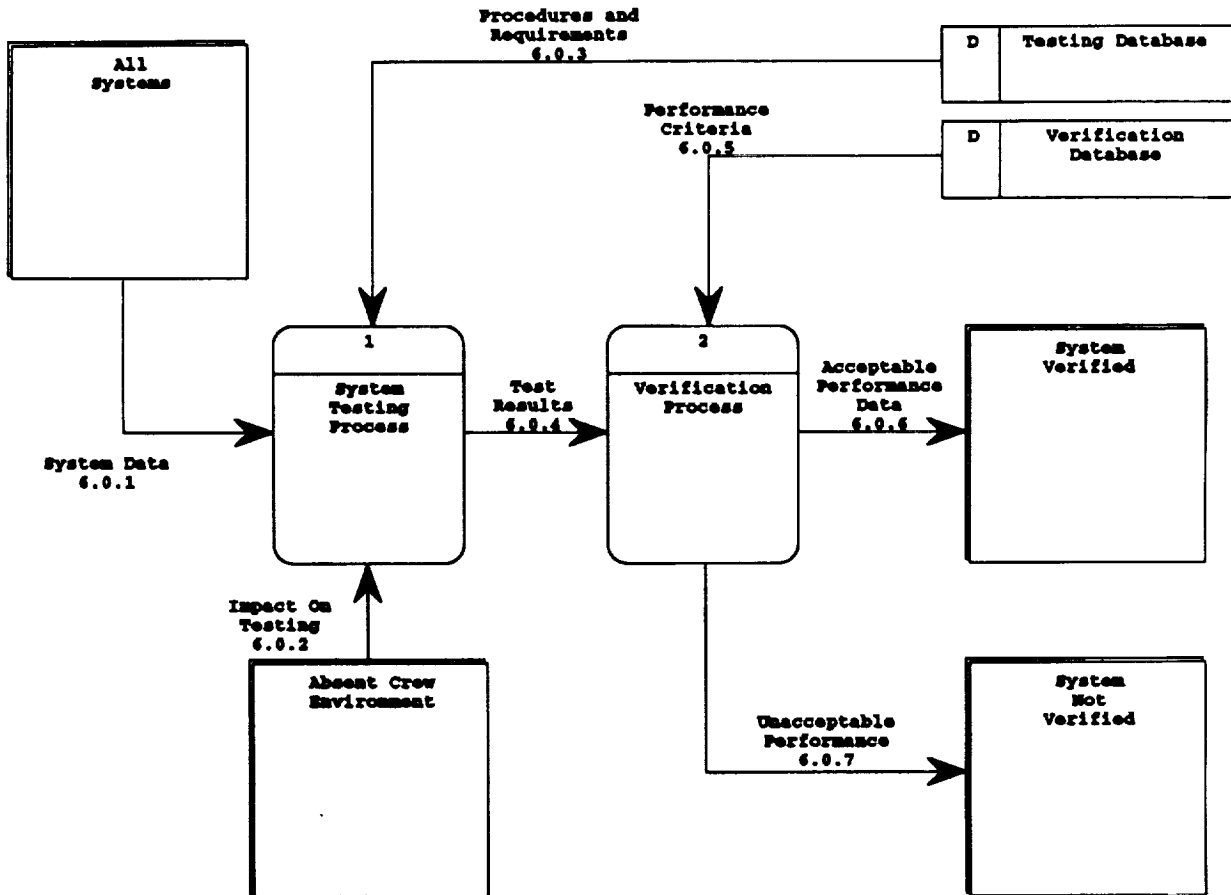 Procedures and
Requirements
6.0.3
D
Testing Database
All
Systems
Performance
Criteria
6.0.5
D
Verification
Database
1
System
Testing
Process
Test
Results
6.0.4
2
Verification
Process
Acceptable
Performance
Data
6.0.6
System
Verified
System Data
6.0.1
Impact On
Testing
6.0.2
Absent Crew
Environment
Unacceptable
Performance
6.0.7
System
Not
Verified